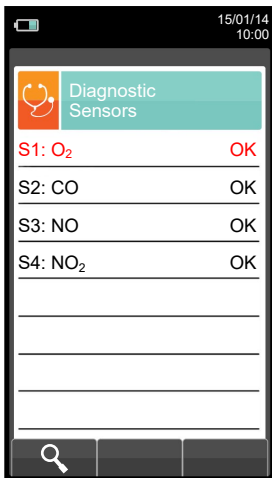 15/01/14
10:00
Diagnostic
Sensors
S1: O₂ OK
S2: CO OK
S3: NO OK
S4: NO₂ OK